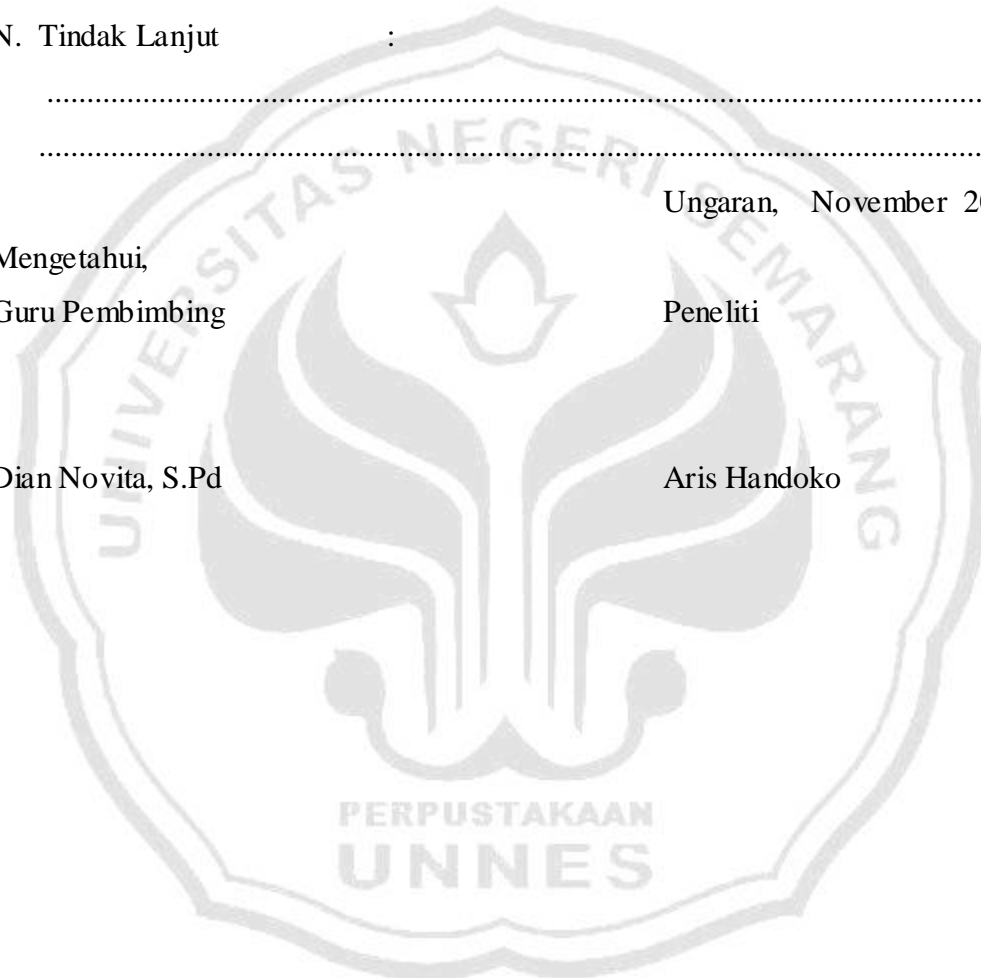 N. Tindak Lanjut :
..........................................................................................................................
...........................................................................................................................
Ungaran, November 20
Mengetahui,
Guru Pembimbing Peneliti
Dian Novita, S.Pd Aris Handoko
UNIVERSITAS NEGERI SEMARANG
PERPUSTAKAAN
UNNES